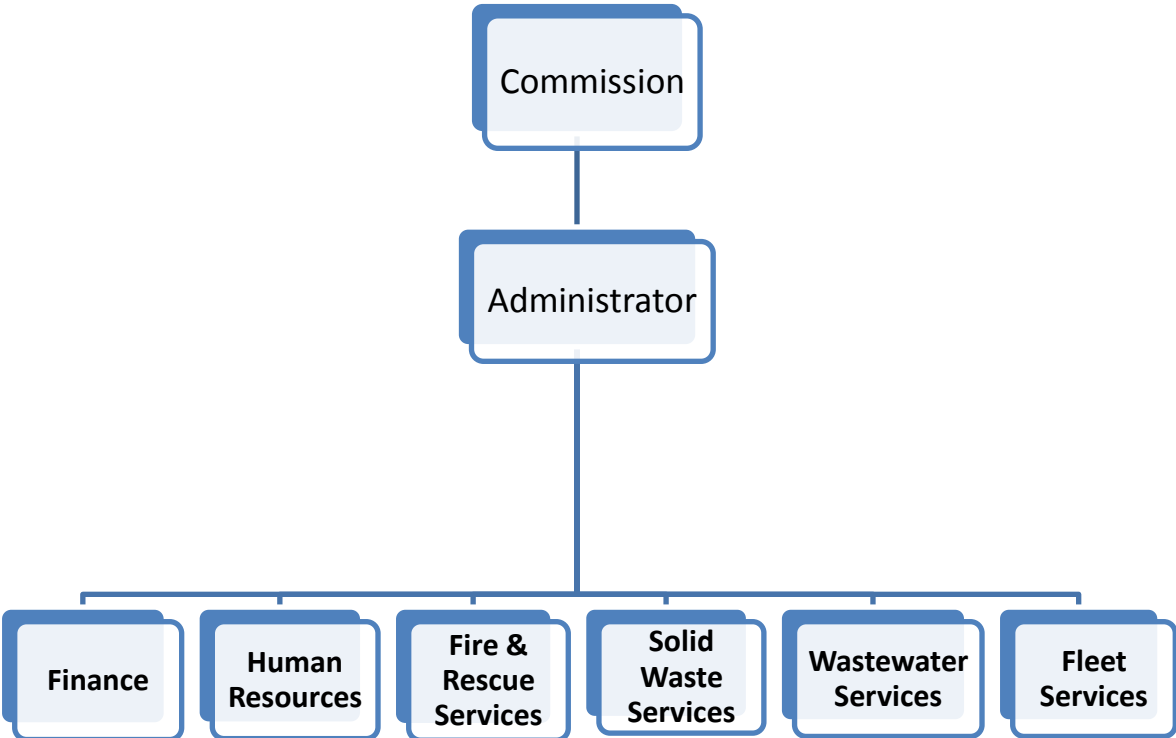 Commission
Administrator
Finance
Human
Resources
Fire &
Rescue
Services
Solid
Waste
Services
Wastewater
Services
Fleet
Services